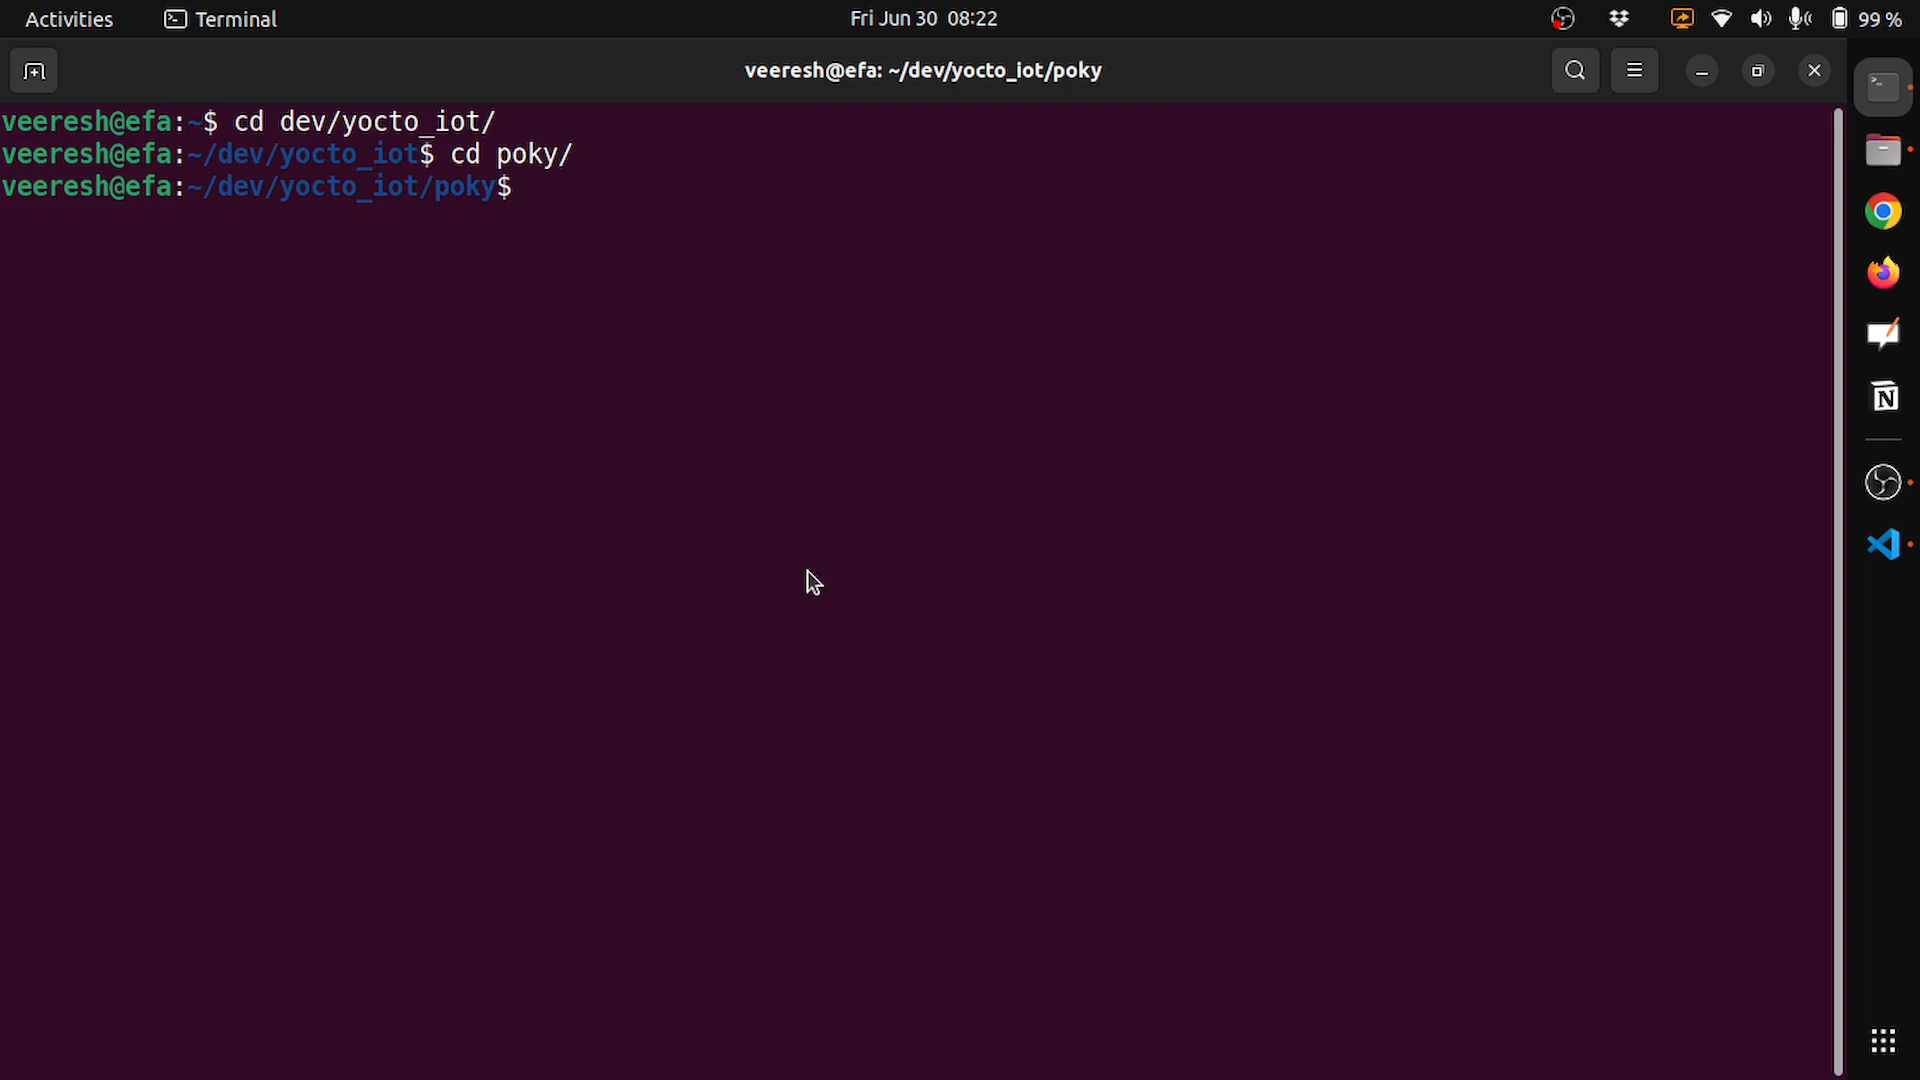 Activities Terminal Fri Jun 30 08:22 99 %
veeresh@efa: ~/dev/yocto_iot/poky
veeresh@efa:~$ cd dev/yocto_iot/
veeresh@efa:~/dev/yocto_iot$ cd poky/
veeresh@efa:~/dev/yocto_iot/poky$